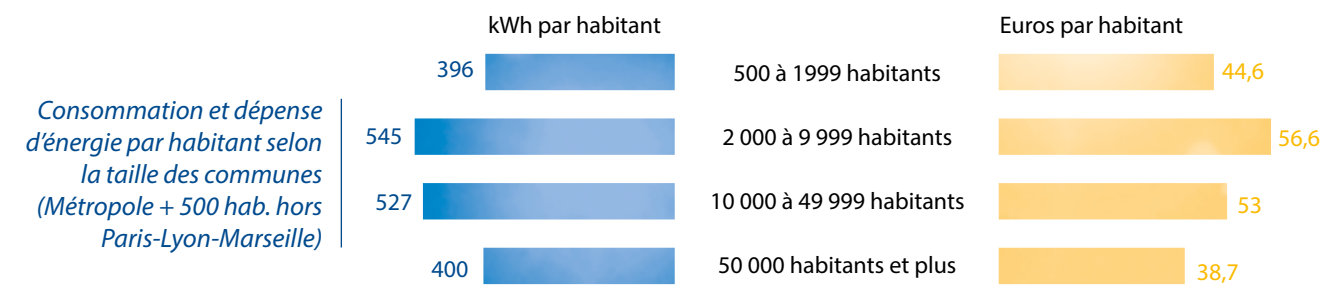 kWh par habitant
Euros par habitant
396
500 à 1999 habitants
44,6
Consommation et dépense
d'énergie par habitant selon
la taille des communes
(Métropole + 500 hab. hors
Paris-Lyon-Marseille)
545
2 000 à 9 999 habitants
56,6
527
10 000 à 49 999 habitants
53
400
50 000 habitants et plus
38,7